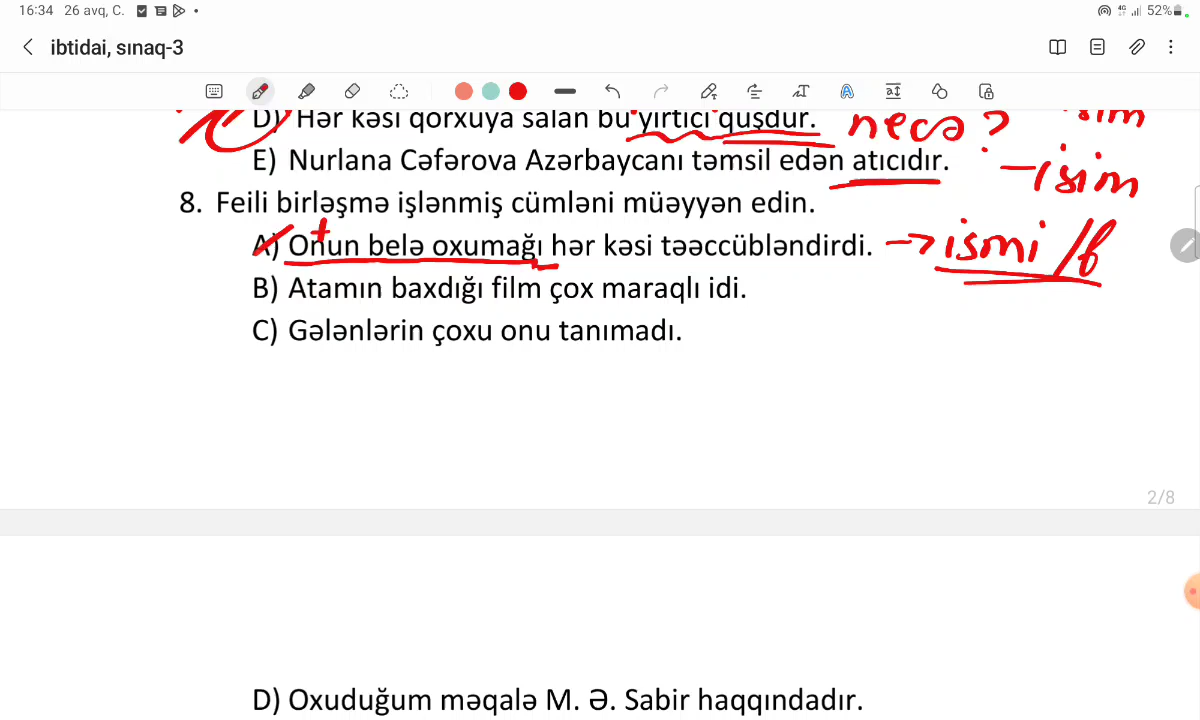 16:34 26 avq, C. 4G 52%
ibtidai, sınaq-3
D) Hər kəsi qorxuya salan bu yırtıcı quşdur. necə? isim
E) Nurlana Cəfərova Azərbaycanı təmsil edən atıcıdır. - isim
8. Feili birləşmə işlənmiş cümləni müəyyən edin.
A) Onun belə oxumağı hər kəsi təəccübləndirdi. → ismi /b
B) Atamın baxdığı film çox maraqlı idi.
C) Gələnlərin çoxu onu tanımadı.
2/8
D) Oxuduğum məqalə M. Ə. Sabir haqqındadır.